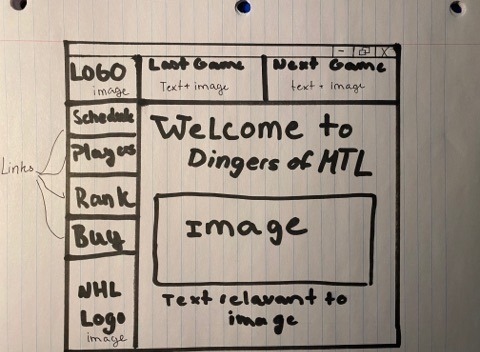 LOGO
image
Last Game
Text + image
Next Game
text + image
Schedule
Players
Rank
Buy
Links
NHL
Logo
image
Welcome to
Dingers of MTL
Image
Text relavant to
image